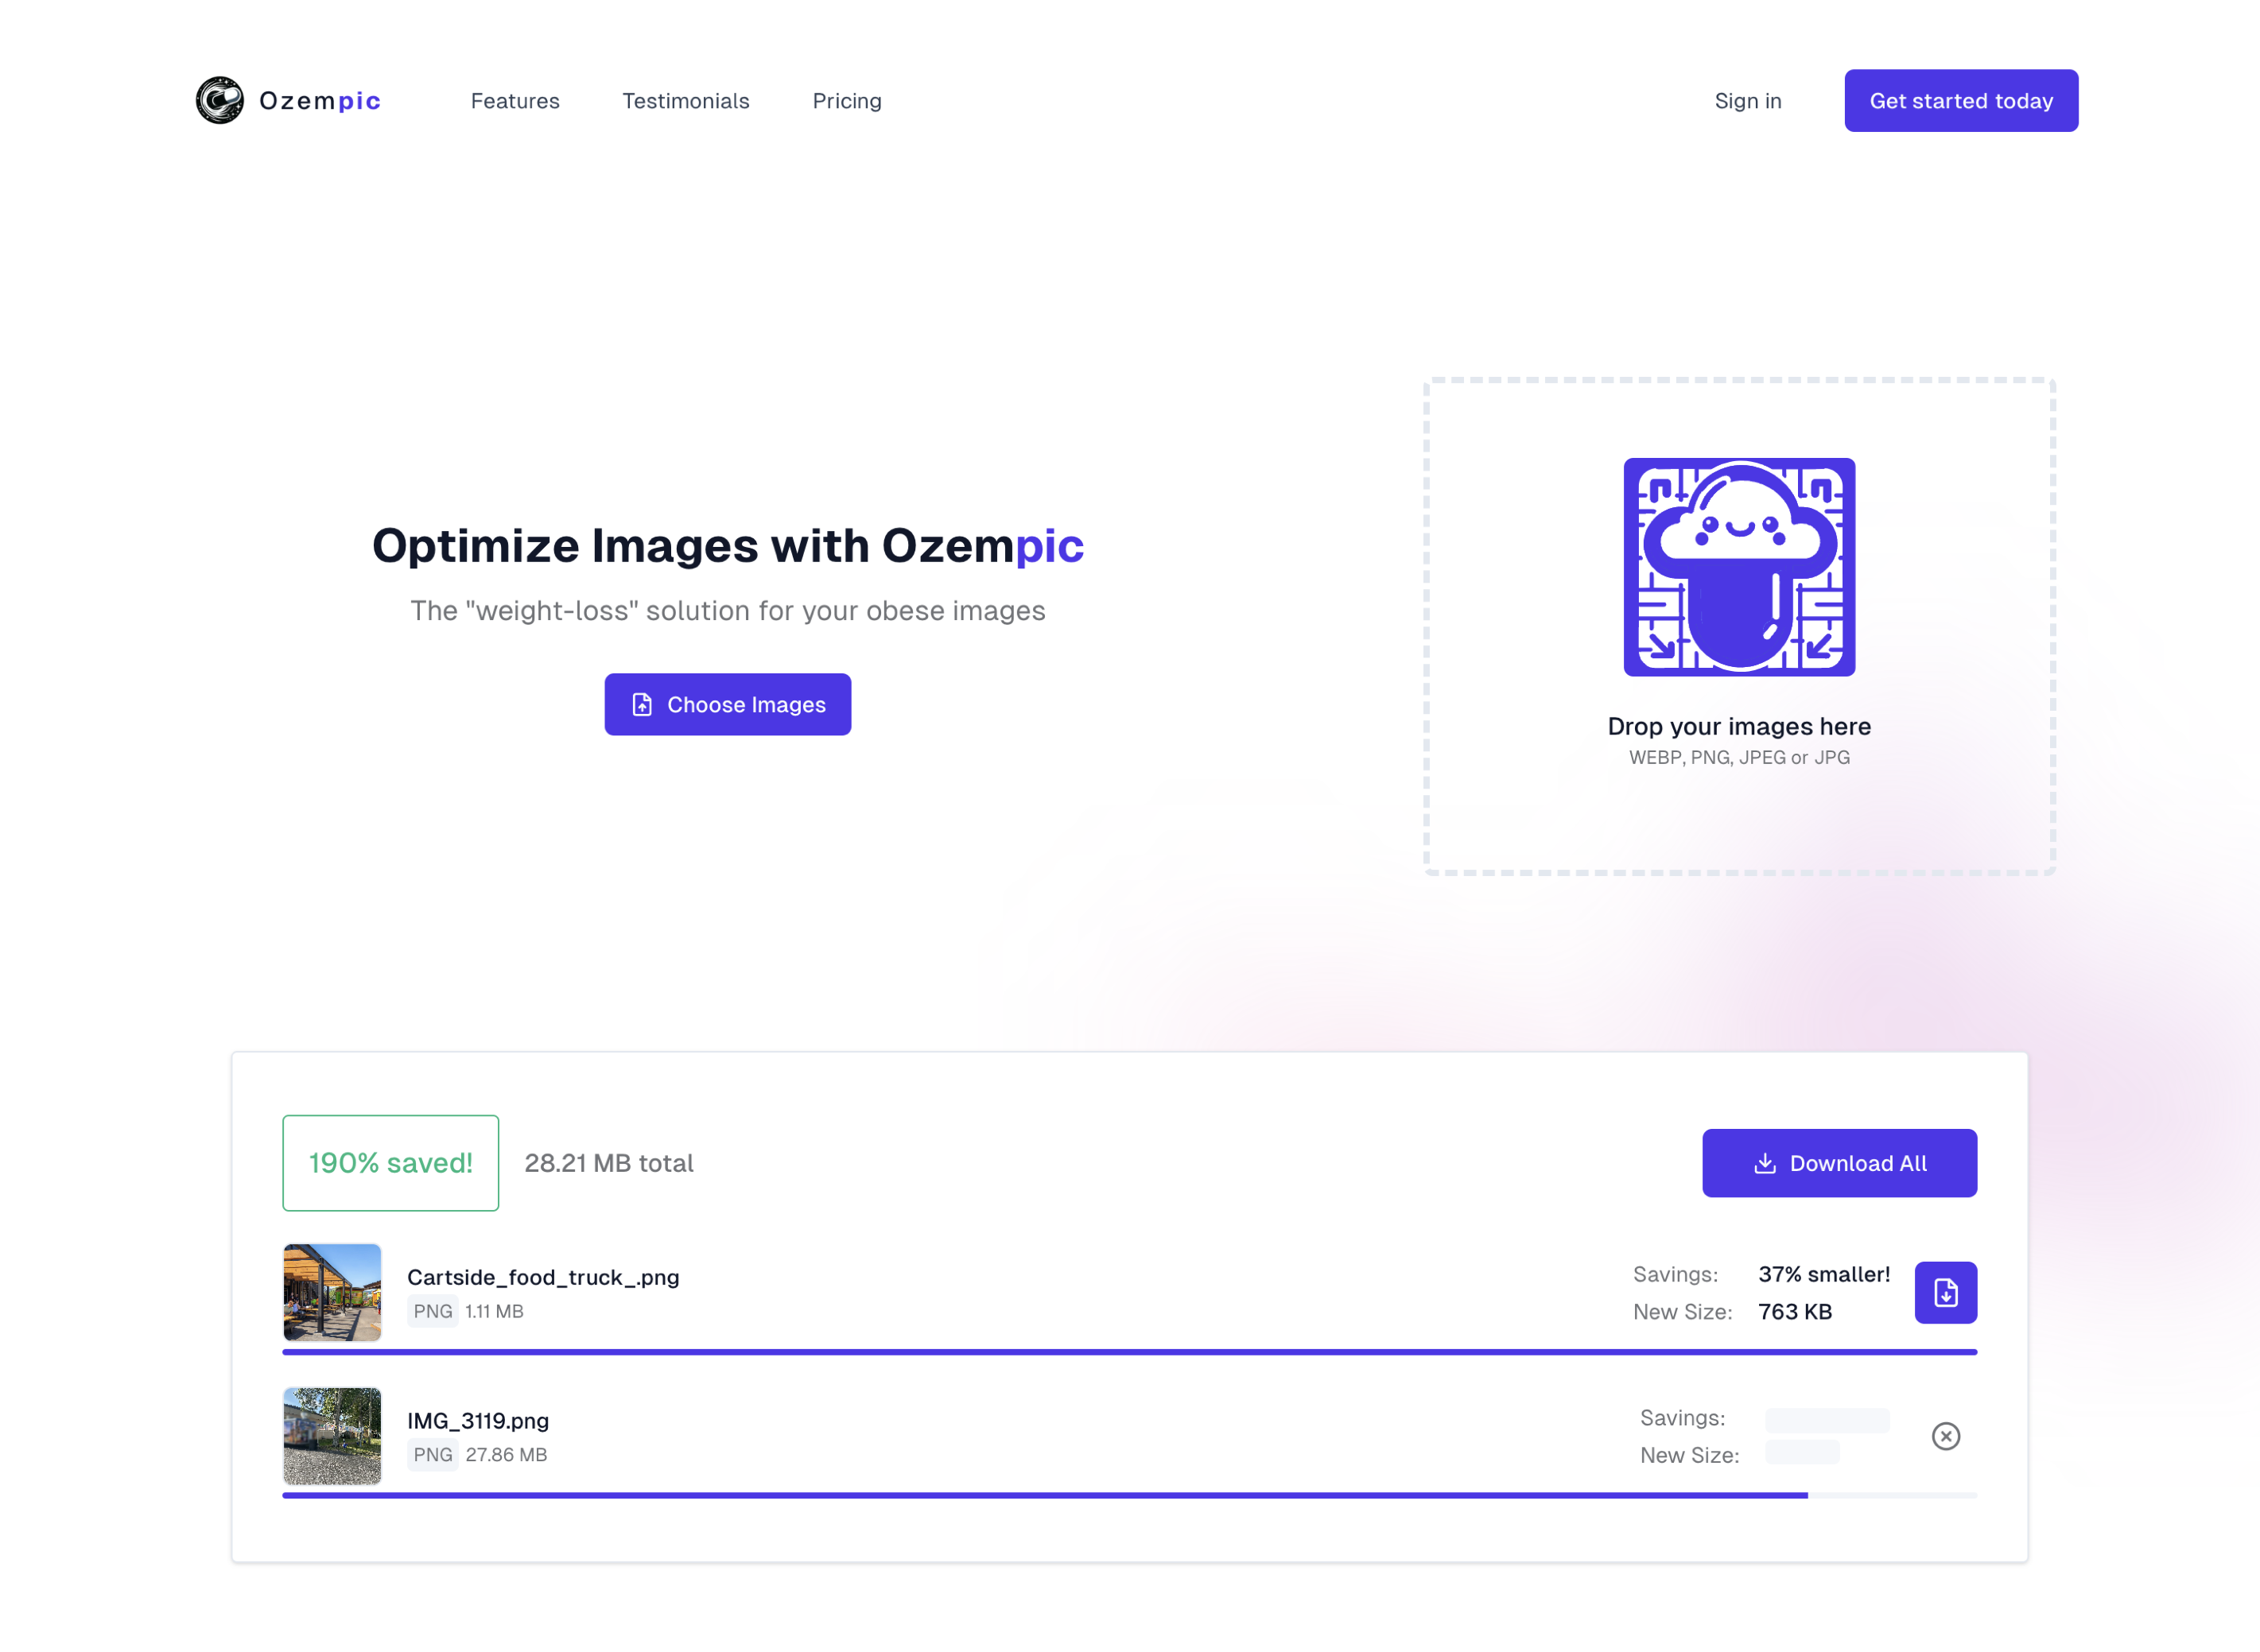 Ozempic
Features
Testimonials
Pricing
Sign in
Get started today
Optimize Images with Ozempic
The "weight-loss" solution for your obese images
Choose Images
Drop your images here
WEBP, PNG, JPEG or JPG
190% saved!
28.21 MB total
Download All
Cartside_food_truck_.png
PNG 1.11 MB
Savings: 37% smaller!
New Size: 763 KB
IMG_3119.png
PNG 27.86 MB
Savings:
New Size: